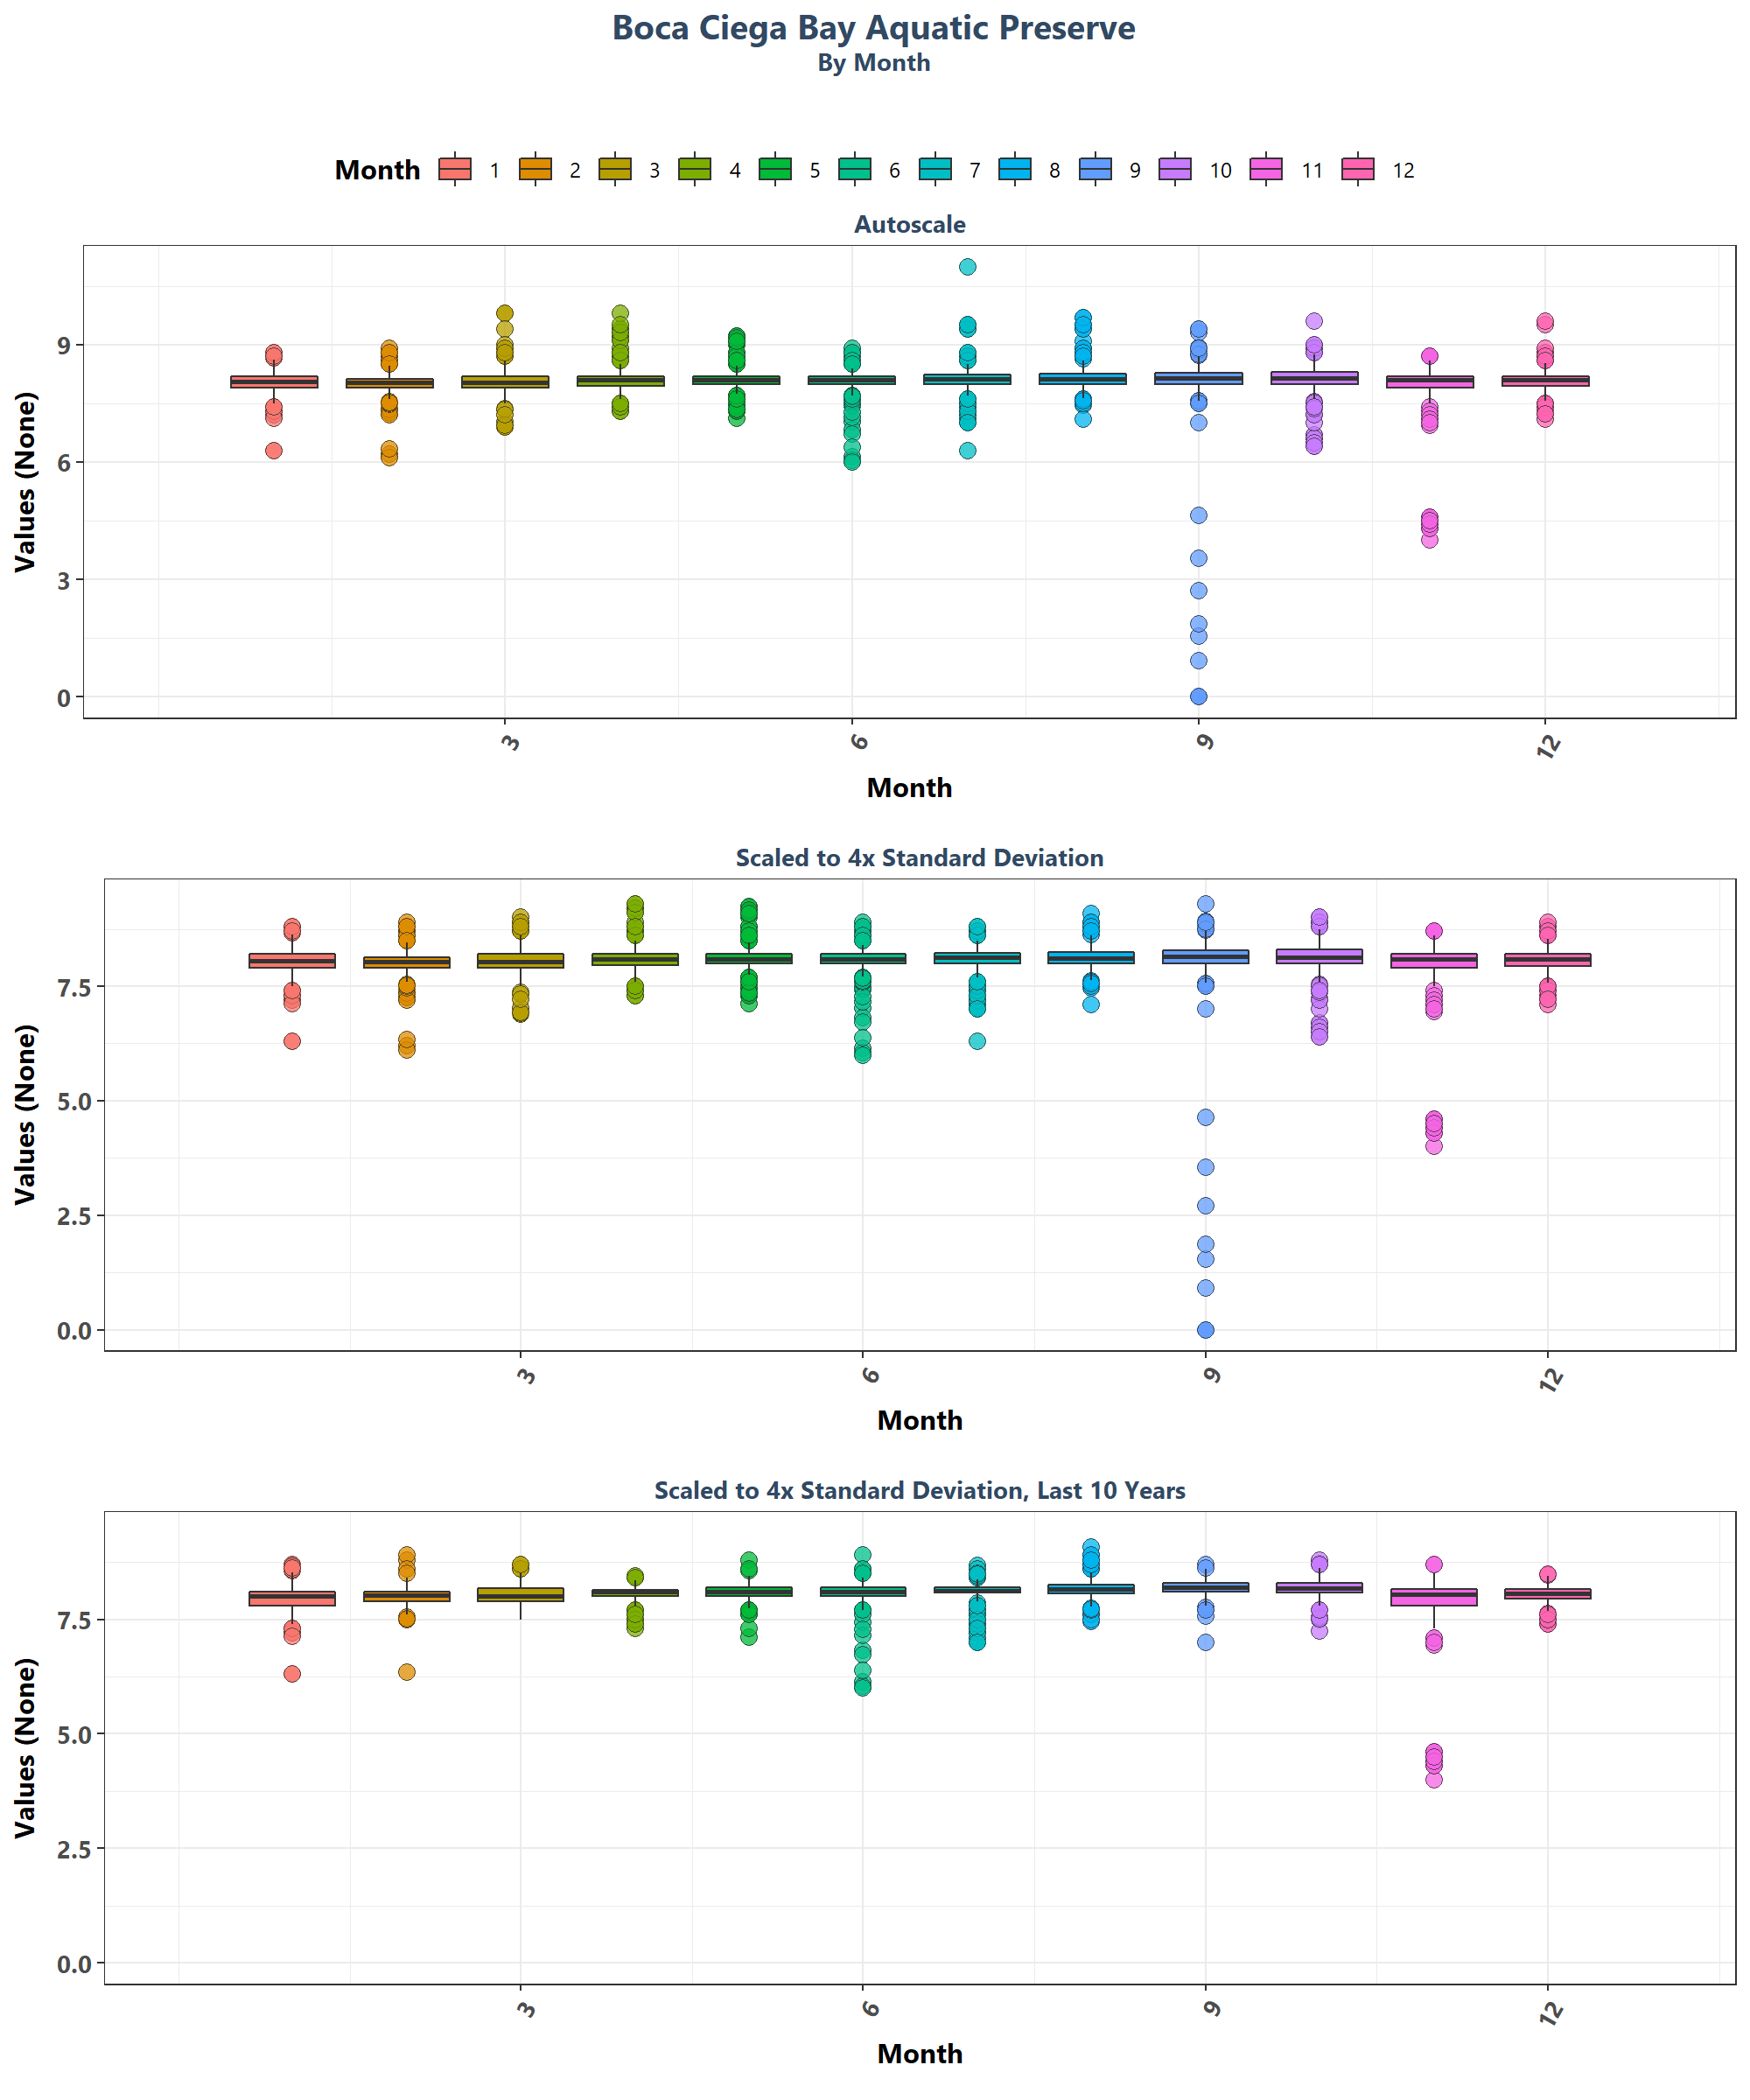 Boca Ciega Bay Aquatic Preserve
By Month
Month 1 2 3 4 5 6 7 8 9 10 11 12
Autoscale
Values (None)
9
6
3
0
3 6 9 12
Month
Scaled to 4x Standard Deviation
Values (None)
7.5
5.0
2.5
0.0
3 6 9 12
Month
Scaled to 4x Standard Deviation, Last 10 Years
Values (None)
7.5
5.0
2.5
0.0
3 6 9 12
Month